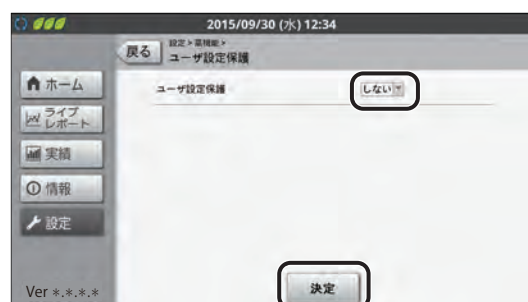 2015/09/30 (水) 12:34
戻る
設定>高機能>
ユーザ設定保護
ホーム
ライブ
レポート
実績
情報
設定
Ver *.*.*.*
ユーザ設定保護
しない
決定